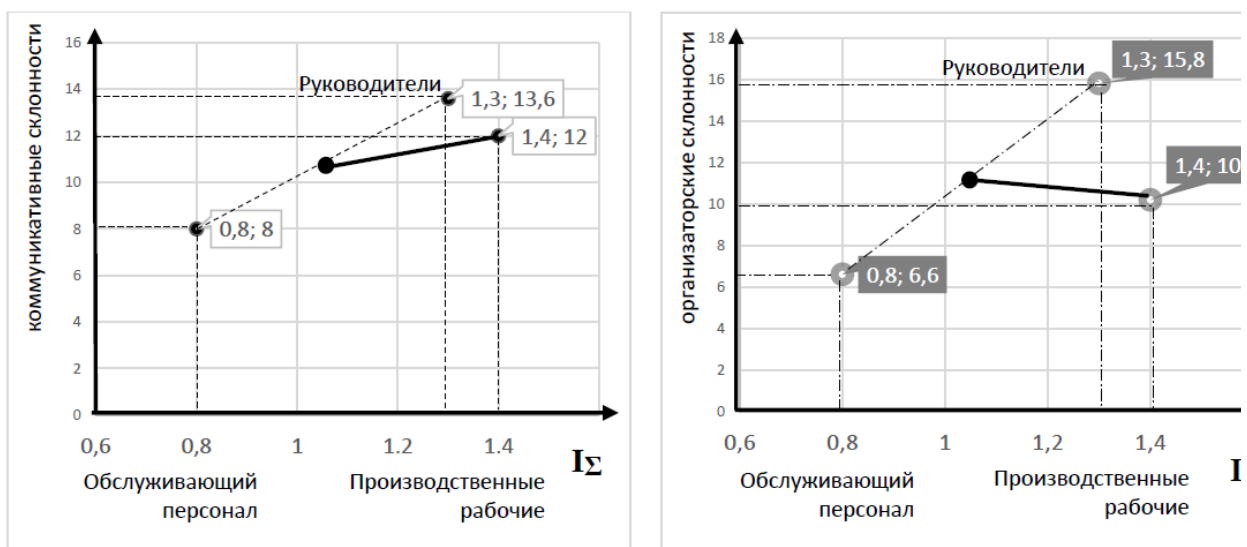 коммуникативные склонности
16
14
12
10
8
6
4
2
0
Руководители
1,3; 13,6
1,4; 12
0,8; 8
0,6
0,8
1
1.2
1.4
IΣ
Обслуживающий
персонал
Производственные
рабочие
организаторские склонности
18
16
14
12
10
8
6
4
2
0
Руководители
1,3; 15,8
1,4; 10
0,8; 6,6
0,6
0,8
1
1,2
1,4
Обслуживающий
персонал
Производственные
рабочие